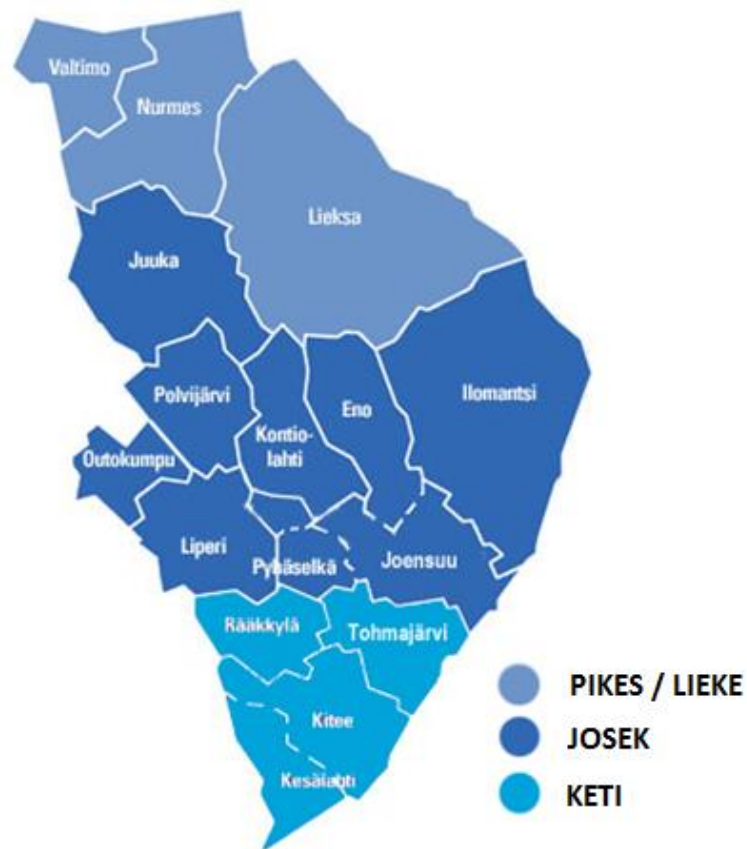 Valtimo
Nurmes
Lieksa
Juuka
Polvijärvi
Kontio-
lahti
Eno
Ilomantsi
Outokumpu
Liperi
Pyhäselkä
Joensuu
Rääkkylä
Tohmajärvi
Kitee
Kesälahti
PIKES / LIEKE
JOSEK
KETI